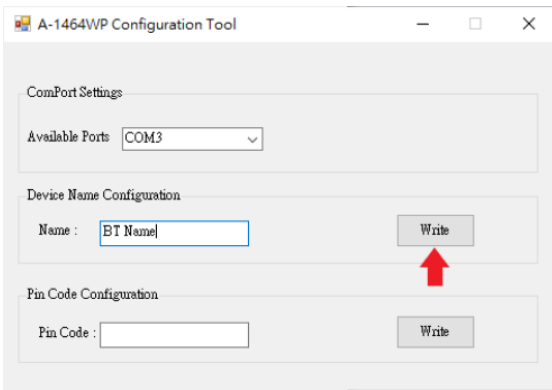 A-1464WP Configuration Tool
ComPort Settings
Available Ports COM3
Device Name Configuration
Name : BT Name Write
Pin Code Configuration
Pin Code : Write